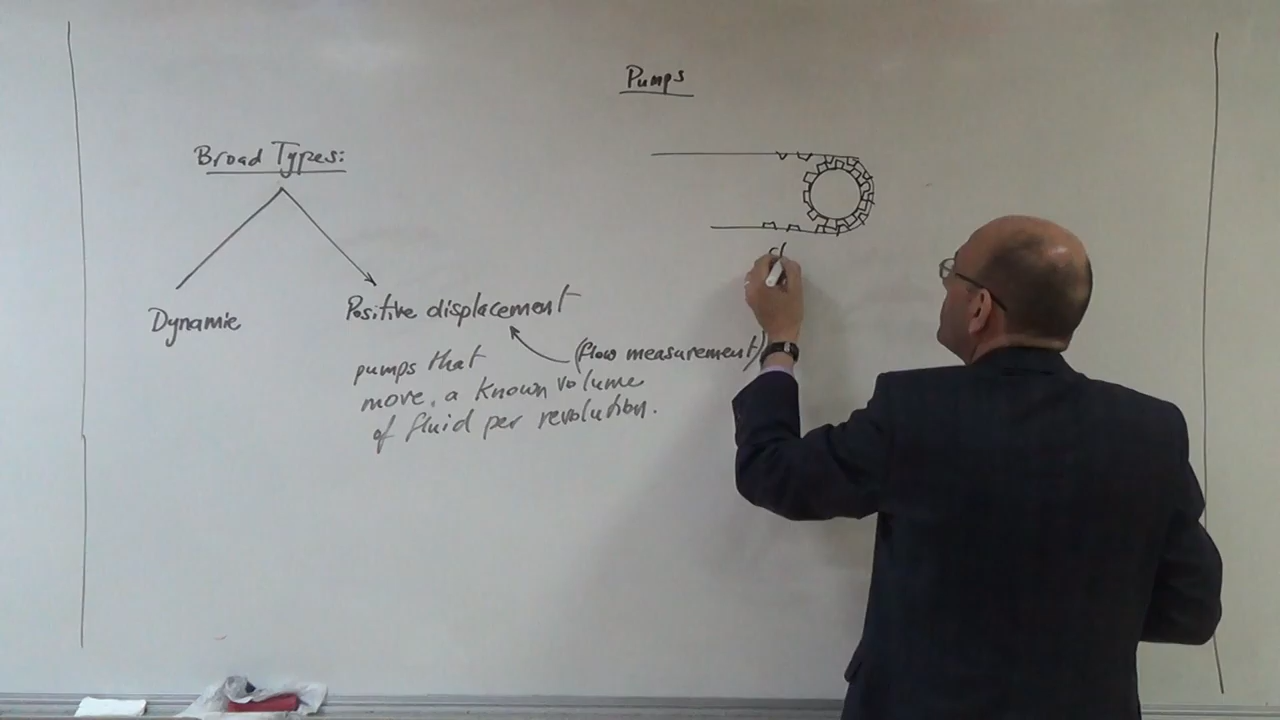 Pumps
Broad Types:
Dynamic
Positive displacement
(flow measurement)
pumps that
move, a known volume
of fluid per revolution.